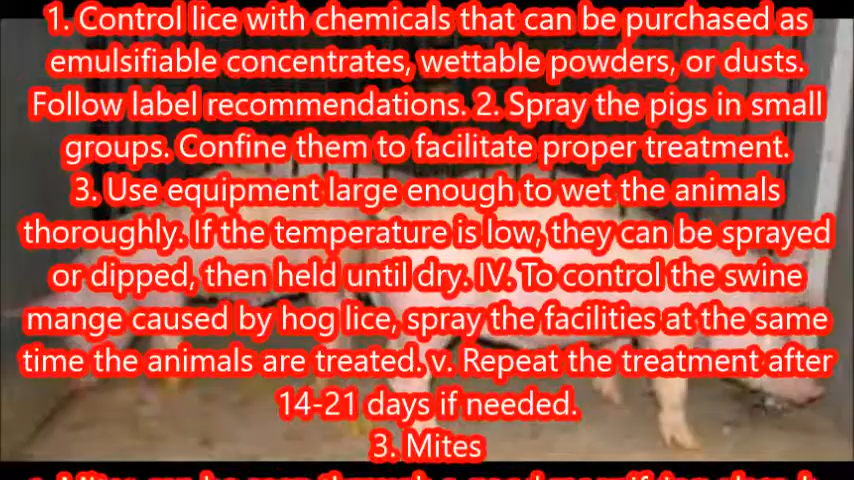 1. Control lice with chemicals that can be purchased as
emulsifiable concentrates, wettable powders, or dusts.
Follow label recommendations. 2. Spray the pigs in small
groups. Confine them to facilitate proper treatment.
3. Use equipment large enough to wet the animals
thoroughly. If the temperature is low, they can be sprayed
or dipped, then held until dry. IV. To control the swine
mange caused by hog lice, spray the facilities at the same
time the animals are treated. v. Repeat the treatment after
14-21 days if needed.
3. Mites